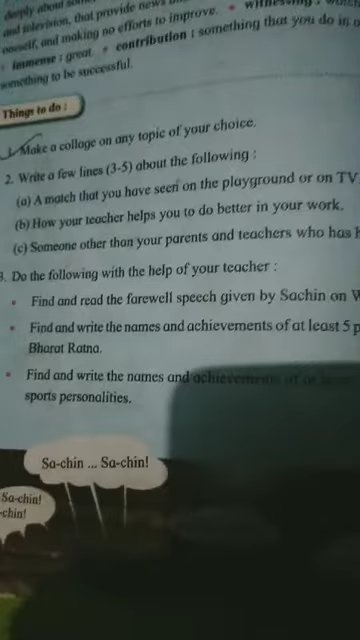 deeply about
and television, that provide news
oneself, and making no efforts to improve. • witnessing :
• immense : great. • contribution : something that you do in
something to be successful.
Things to do :
1. Make a collage on any topic of your choice.
2. Write a few lines (3-5) about the following :
(a) A match that you have seen on the playground or on TV
(b) How your teacher helps you to do better in your work.
(c) Someone other than your parents and teachers who has
3. Do the following with the help of your teacher :
• Find and read the farewell speech given by Sachin on
• Find and write the names and achievements of at least 5
Bharat Ratna.
• Find and write the names and achievements of at
sports personalities.
Sa-chin ... Sa-chin!
Sa-chin!
-chin!